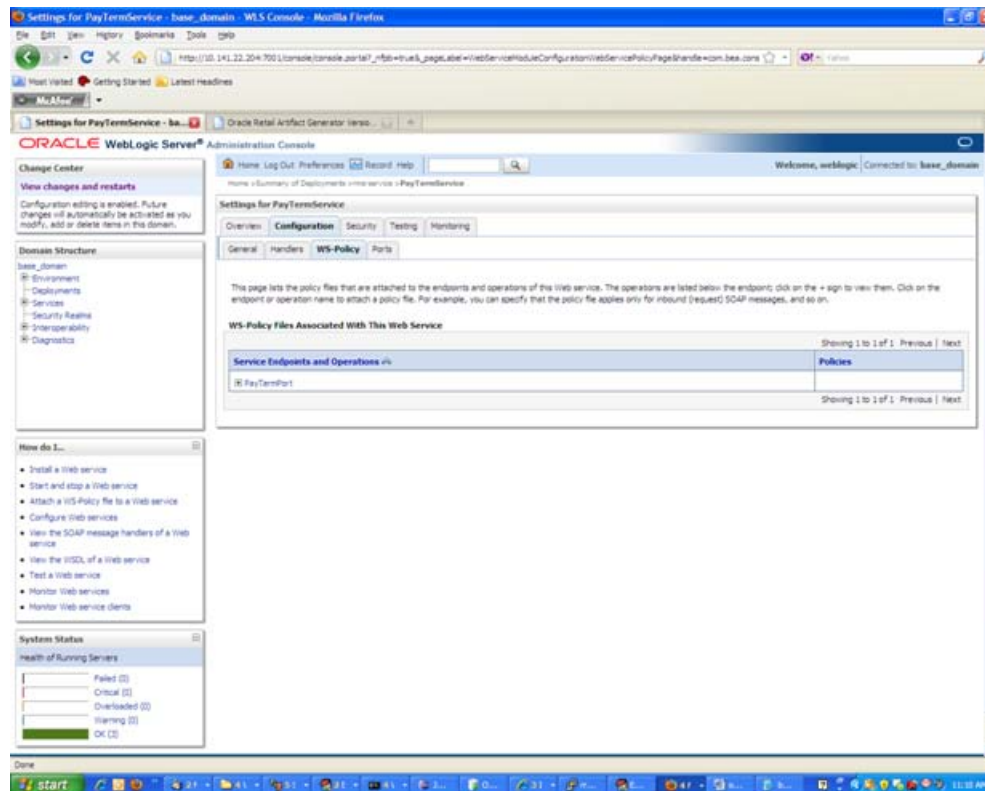 Settings for PayTermService - base_domain - WLS Console - Mozilla Firefox
File Edit View History Bookmarks Tools Help
Most Visited Getting Started Latest Headlines
McAfee
Settings for PayTermService - ba...
Oracle Retail Artifact Generator Versio...
ORACLE WebLogic Server® Administration Console
Change Center
View changes and restarts
Configuration editing is enabled. Future
changes will automatically be activated as you
modify, add or delete items in this domain.
Domain Structure
base_domain
Environment
Deployments
Services
Security Realms
Interoperability
Diagnostics
How do I...
Install a Web service
Start and stop a Web service
Attach a WS-Policy file to a Web service
Configure Web services
View the SOAP message handlers of a Web
service
View the WSDL of a Web service
Test a Web service
Monitor Web services
Monitor Web service clients
System Status
Health of Running Servers
Failed (0)
Critical (0)
Overloaded (0)
Warning (0)
OK (2)
Home Log Out Preferences Record Help
Welcome, weblogic Connected to: base_domain
Home >Summary of Deployments >rms-service >PayTermService
Settings for PayTermService
Overview Configuration Security Testing Monitoring
General Handlers WS-Policy Ports
This page lists the policy files that are attached to the endpoints and operations of this Web service. The operations are listed below the endpoint; click on the + sign to view them. Click on the
endpoint or operation name to attach a policy file. For example, you can specify that the policy file applies only for inbound (request) SOAP messages, and so on.
WS-Policy Files Associated With This Web Service
Showing 1 to 1 of 1 Previous | Next
Service Endpoints and Operations Policies
PayTermPort
Showing 1 to 1 of 1 Previous | Next
Done
start